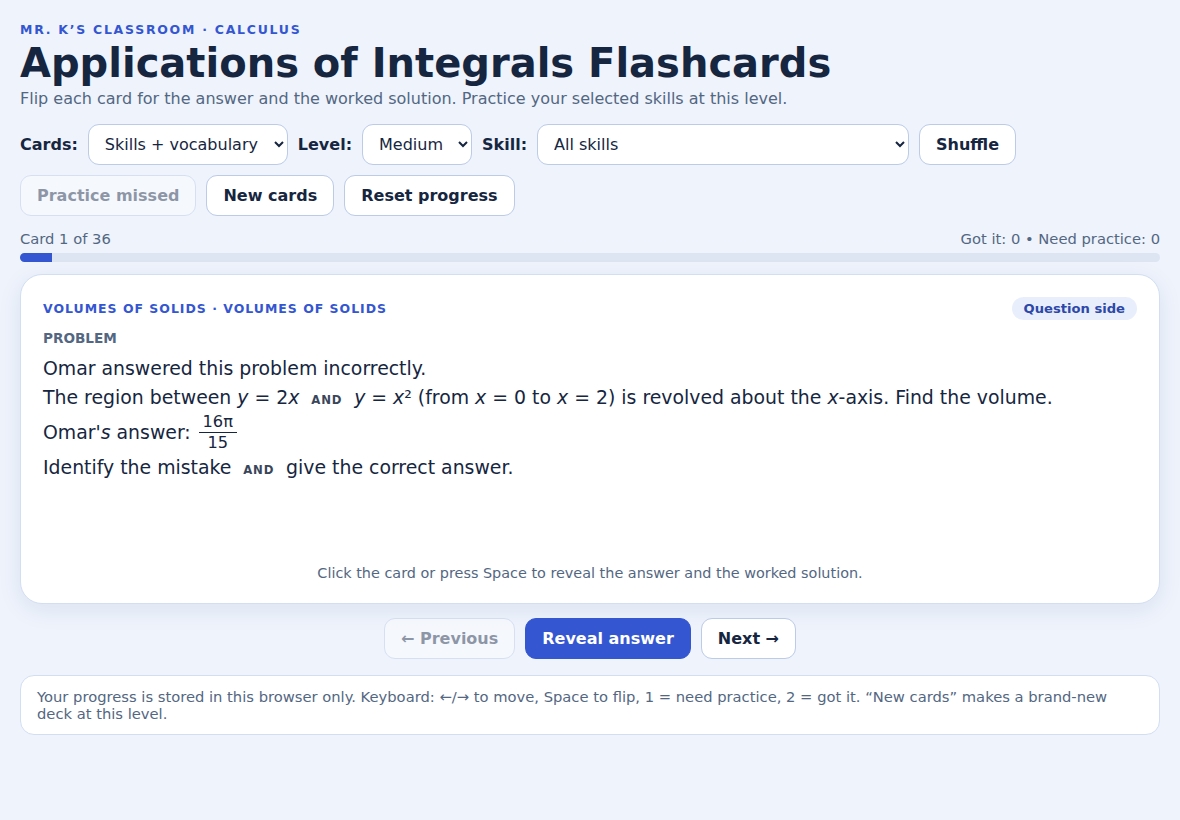 MR. K’S CLASSROOM · CALCULUS
Applications of Integrals Flashcards
Flip each card for the answer and the worked solution. Practice your selected skills at this level.
Cards: Skills + vocabulary Level: Medium Skill: All skills Shuffle
Practice missed New cards Reset progress
Card 1 of 36 Got it: 0 • Need practice: 0
VOLUMES OF SOLIDS · VOLUMES OF SOLIDS Question side
PROBLEM
Omar answered this problem incorrectly.
The region between y = 2x AND y = x² (from x = 0 to x = 2) is revolved about the x-axis. Find the volume.
Omar's answer: 16π/15
Identify the mistake AND give the correct answer.
Click the card or press Space to reveal the answer and the worked solution.
← Previous Reveal answer Next →
Your progress is stored in this browser only. Keyboard: ←/→ to move, Space to flip, 1 = need practice, 2 = got it. “New cards” makes a brand-new
deck at this level.